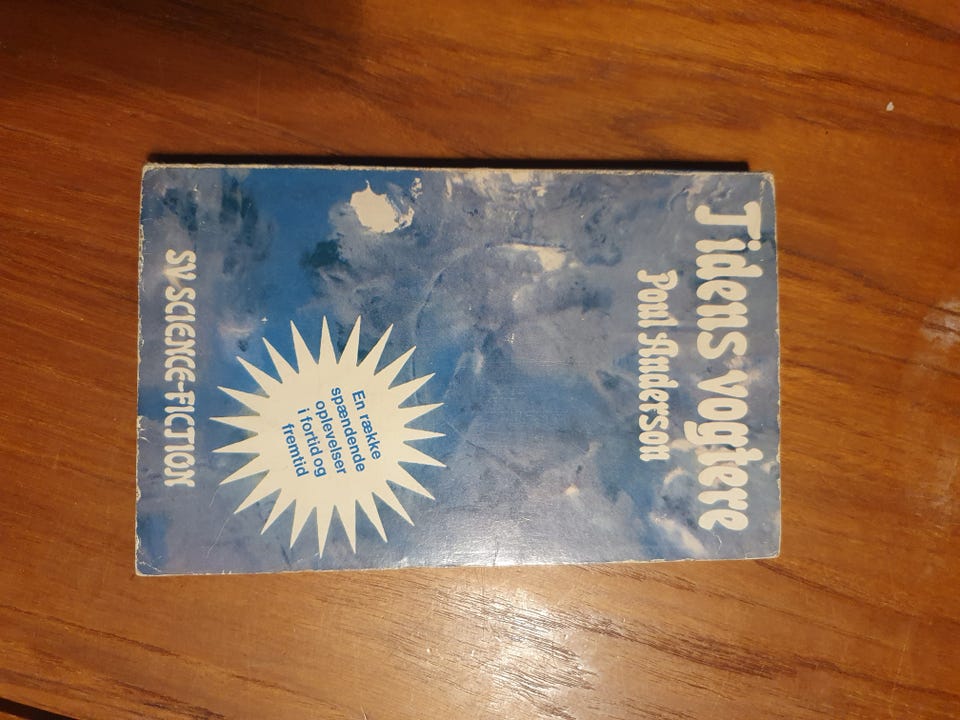 Tidens vogtere
Poul Anderson
En række
spændende
oplevelser
i fortid og
fremtid
SV-SCIENCE-FICTION